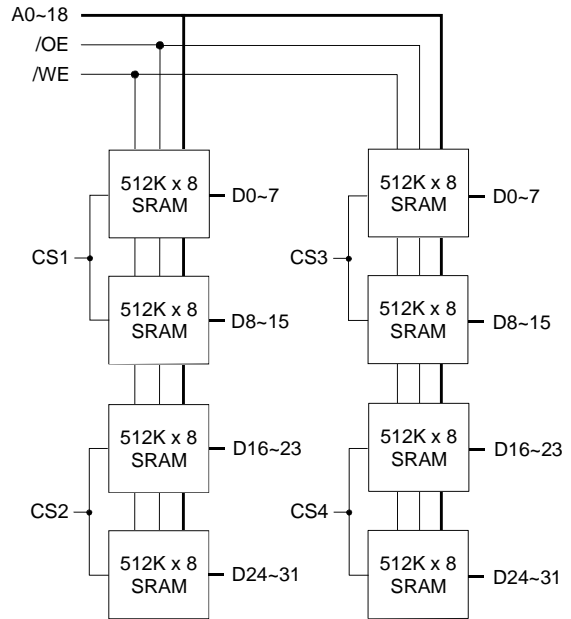 A0~18
/OE
/WE
512K x 8
SRAM
D0~7
CS1
512K x 8
SRAM
D8~15
512K x 8
SRAM
D16~23
CS2
512K x 8
SRAM
D24~31
512K x 8
SRAM
D0~7
CS3
512K x 8
SRAM
D8~15
512K x 8
SRAM
D16~23
CS4
512K x 8
SRAM
D24~31